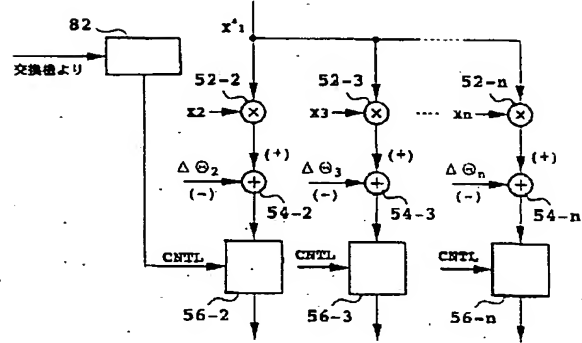 82
X*1
交換機より
52-2
52-3
52-n
X2
X3
Xn
(+)
(+)
(+)
ΔΘ2
ΔΘ3
ΔΘn
(-)
(-)
(-)
54-2
54-3
54-n
CNTL
CNTL
CNTL
56-2
56-3
56-n